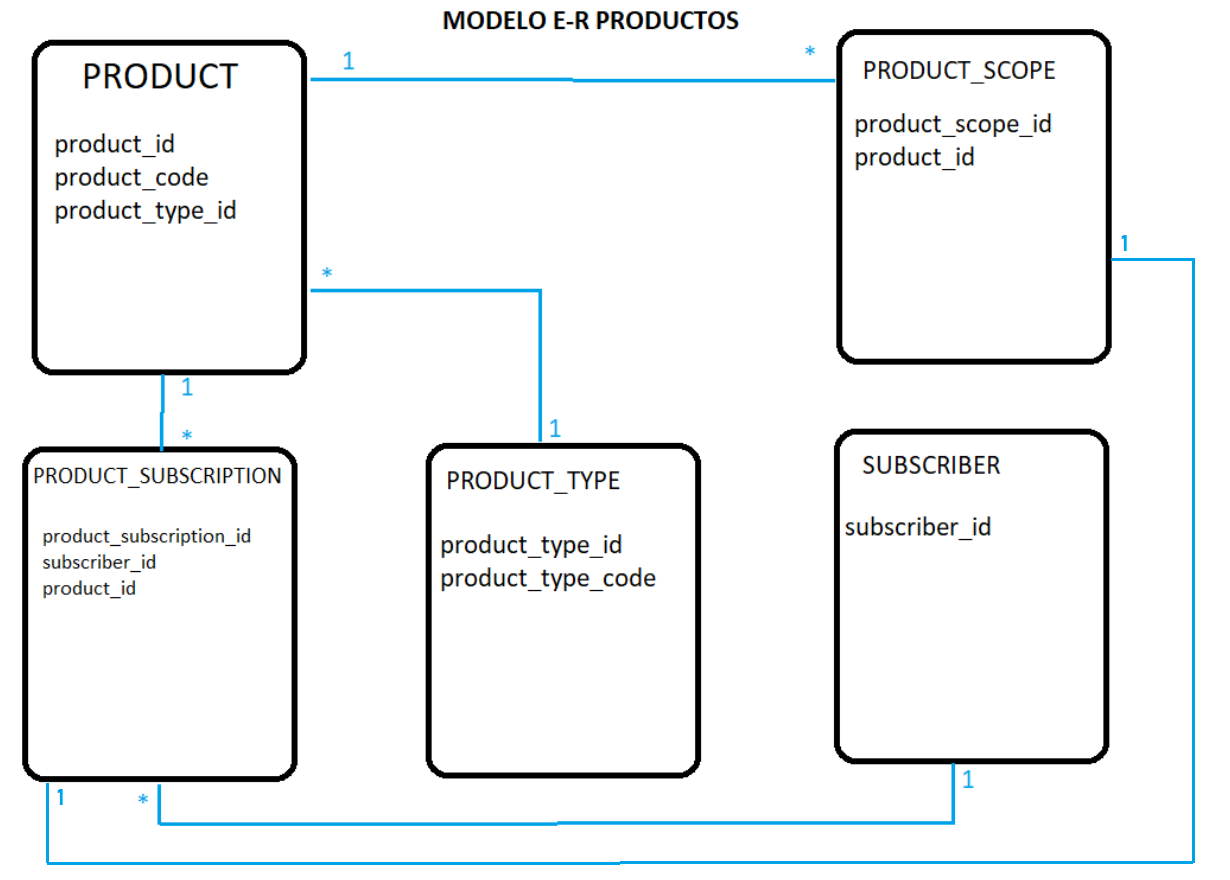 MODELO E-R PRODUCTOS
PRODUCT
product_id
product_code
product_type_id
1
*
PRODUCT_SCOPE
product_scope_id
product_id
1
*
1
1
*
PRODUCT_SUBSCRIPTION
product_subscription_id
subscriber_id
product_id
1
*
PRODUCT_TYPE
product_type_id
product_type_code
SUBSCRIBER
subscriber_id
1